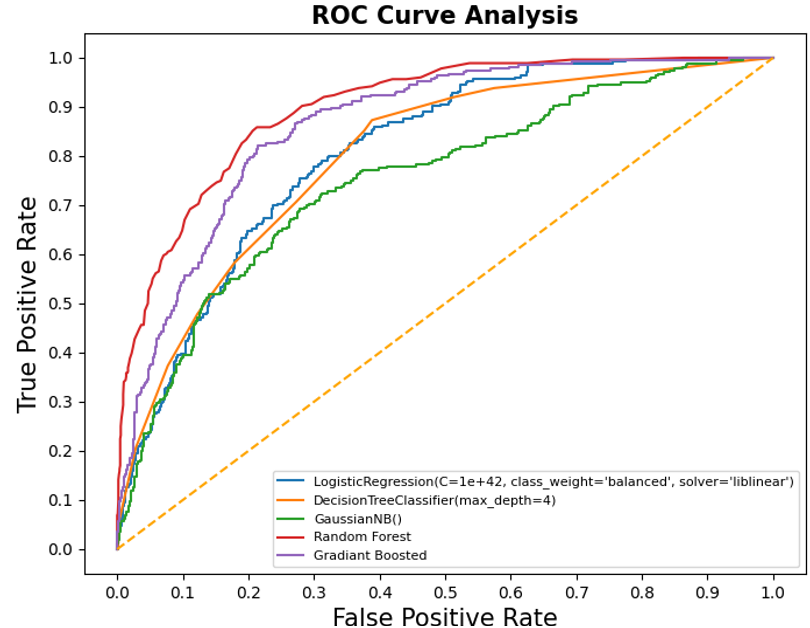 ROC Curve Analysis
True Positive Rate
1.0
0.9
0.8
0.7
0.6
0.5
0.4
0.3
0.2
0.1
0.0
LogisticRegression(C=1e+42, class_weight='balanced', solver='liblinear')
DecisionTreeClassifier(max_depth=4)
GaussianNB()
Random Forest
Gradiant Boosted
0.0 0.1 0.2 0.3 0.4 0.5 0.6 0.7 0.8 0.9 1.0
False Positive Rate